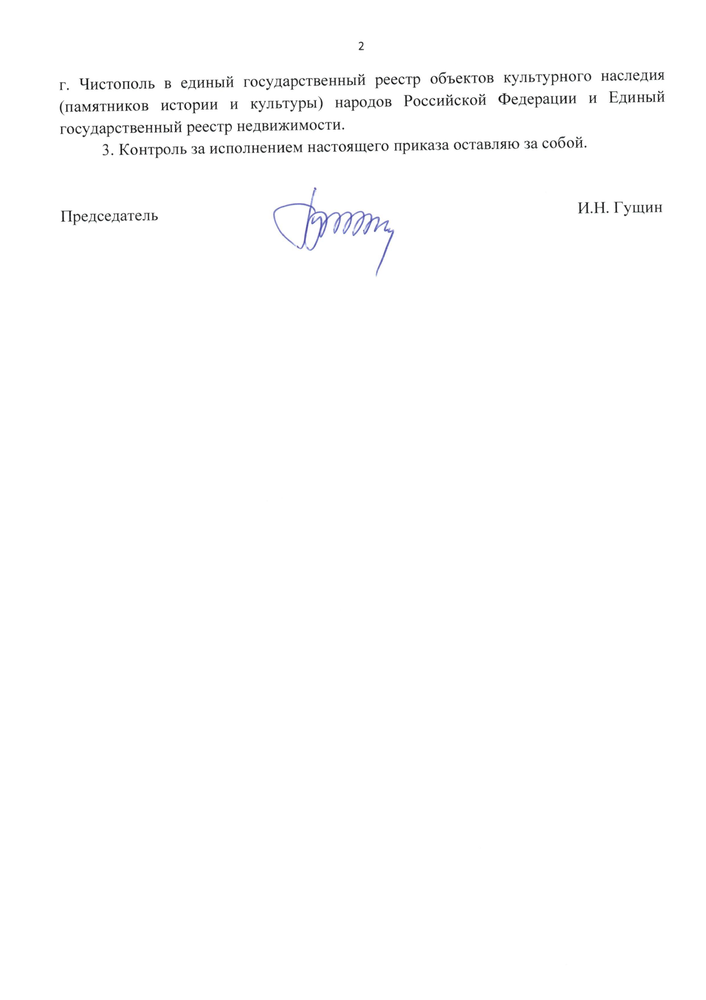 2
г. Чистополь в единый государственный реестр объектов культурного наследия
(памятников истории и культуры) народов Российской Федерации и Единый
государственный реестр недвижимости.
3. Контроль за исполнением настоящего приказа оставляю за собой.
Председатель И.Н. Гущин